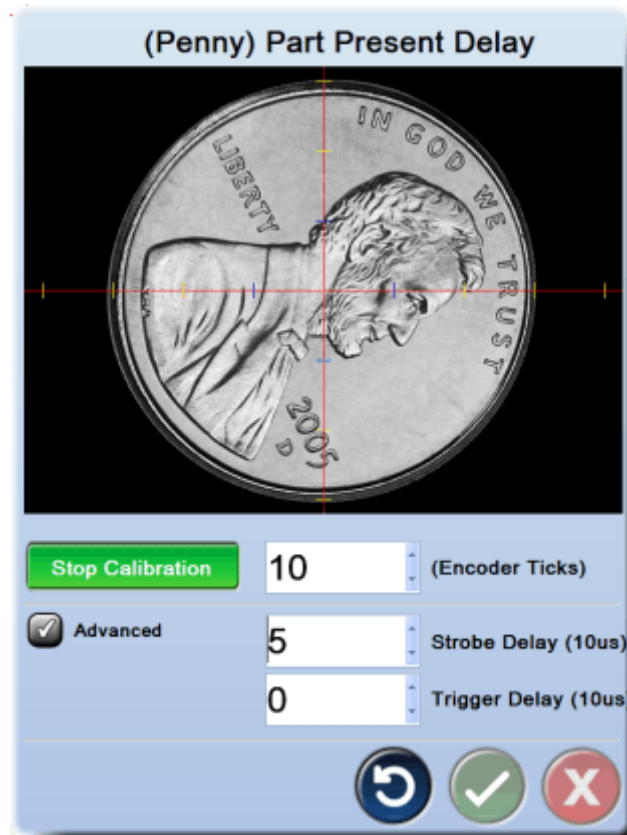 (Penny) Part Present Delay
LIBERTY
IN GOD WE TRUST
2005
D
Stop Calibration
10
(Encoder Ticks)
Advanced
5
Strobe Delay (10us)
0
Trigger Delay (10us